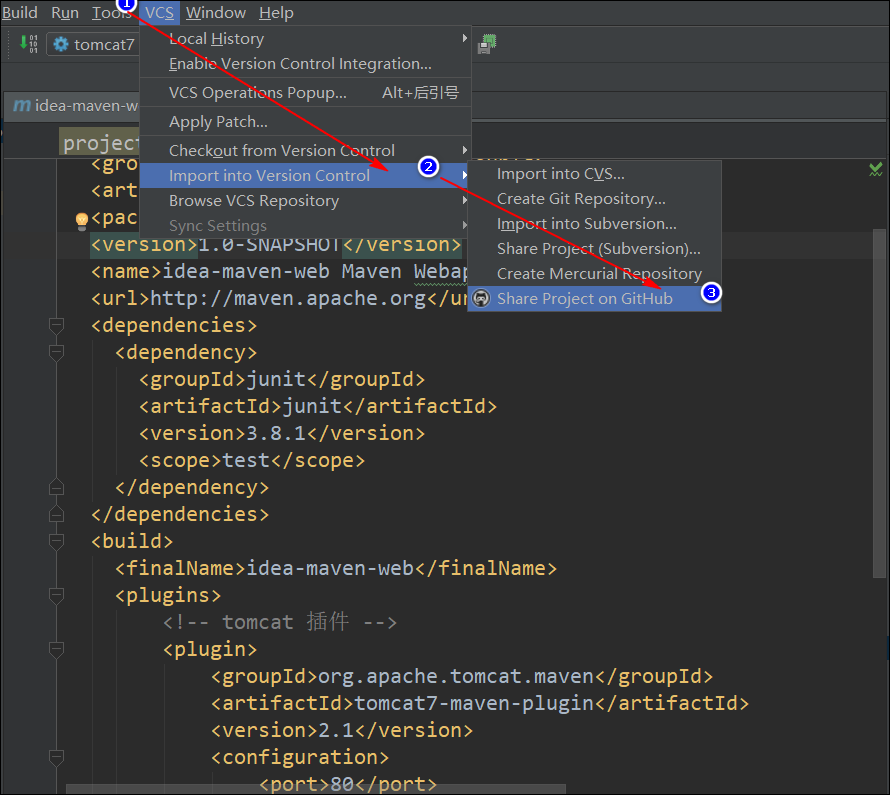 Build Run Tools VCS Window Help
1
tomcat7
Local History
Enable Version Control Integration...
VCS Operations Popup... Alt+后引号
Apply Patch...
Checkout from Version Control
Import into Version Control
2
Browse VCS Repository
Sync Settings
Import into CVS...
Create Git Repository...
Import into Subversion...
Share Project (Subversion)...
Create Mercurial Repository
Share Project on GitHub
3
m idea-maven-w
project
<gro
<art
<pac
<version>1.0-SNAPSHOT</version>
<name>idea-maven-web Maven Webap
<url>http://maven.apache.org</ur
<dependencies>
<dependency>
<groupId>junit</groupId>
<artifactId>junit</artifactId>
<version>3.8.1</version>
<scope>test</scope>
</dependency>
</dependencies>
<build>
<finalName>idea-maven-web</finalName>
<plugins>
<!-- tomcat 插件 -->
<plugin>
<groupId>org.apache.tomcat.maven</groupId>
<artifactId>tomcat7-maven-plugin</artifactId>
<version>2.1</version>
<configuration>
<port>80</port>